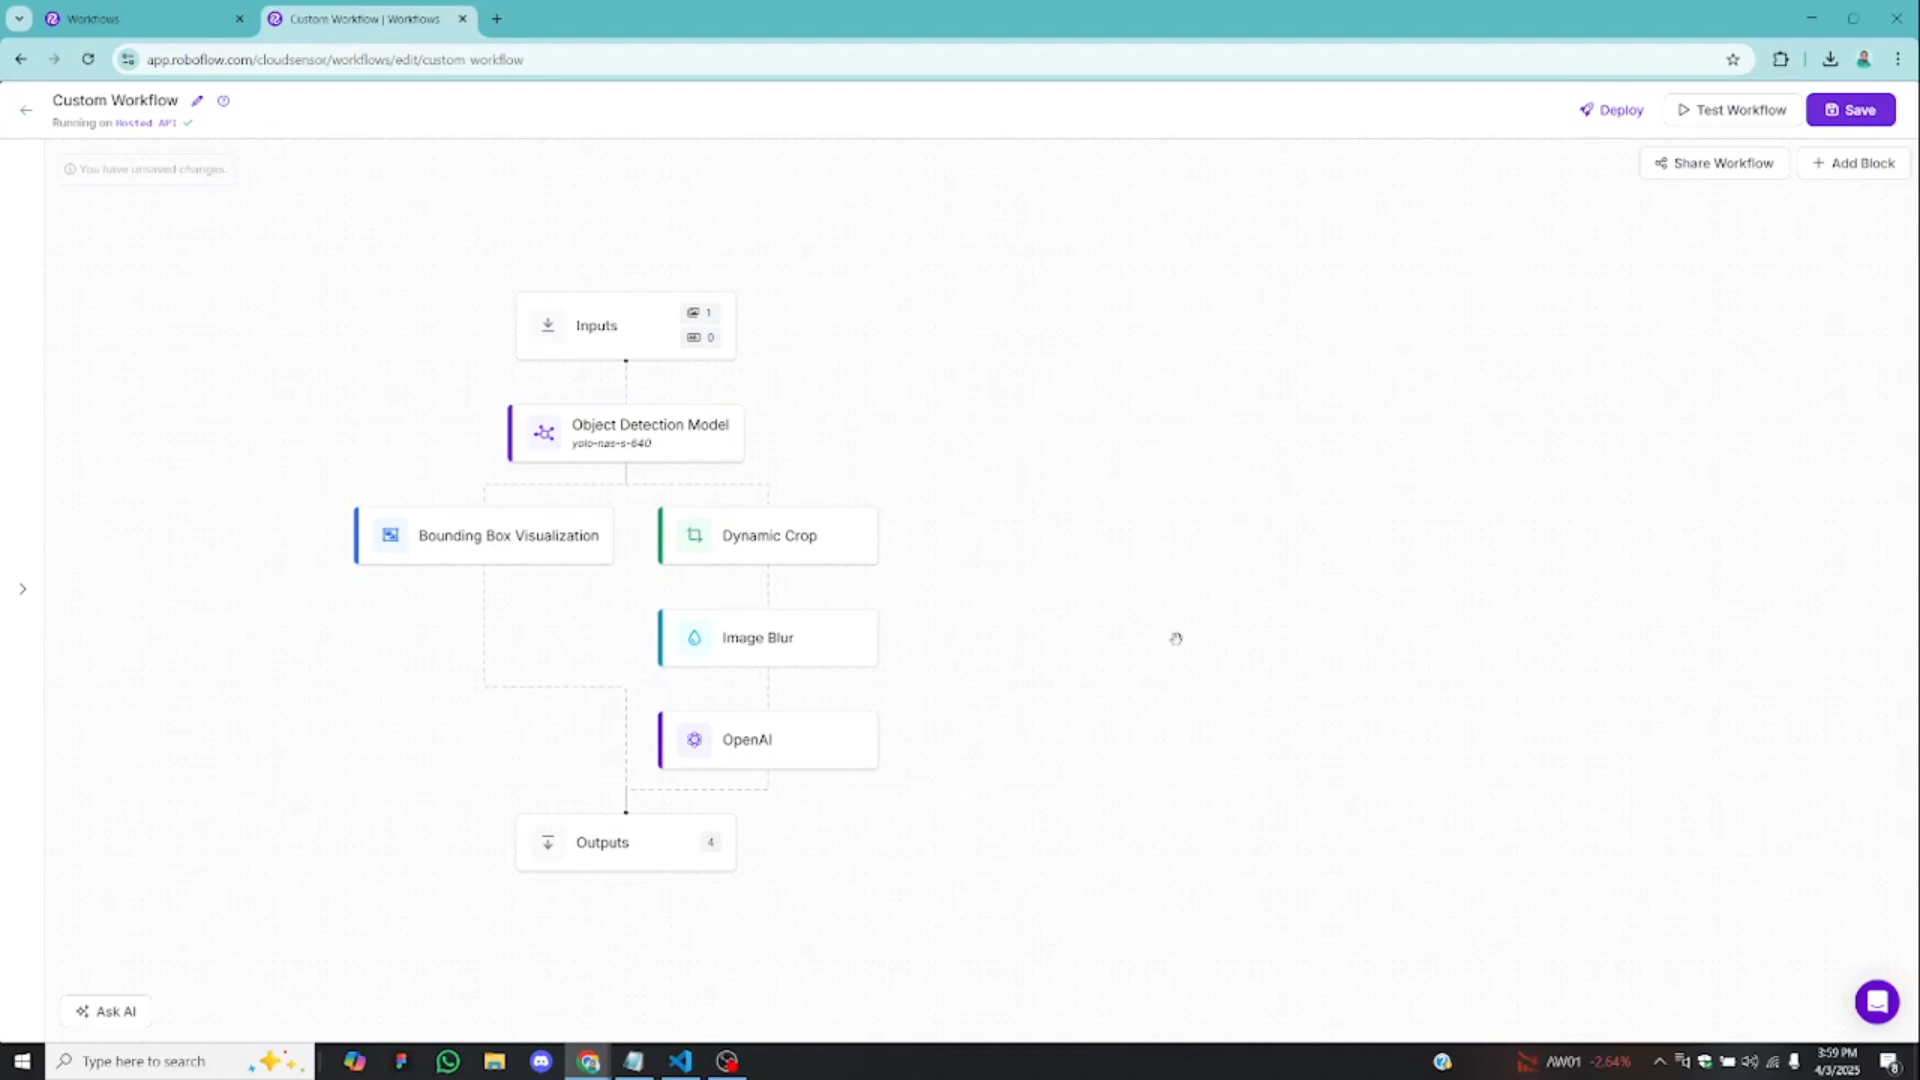 Workflows
Custom Workflow | Workflows
app.roboflow.com/cloudsensor/workflows/edit/custom-workflow
Custom Workflow
Running on Hosted API
Deploy
Test Workflow
Save
You have unsaved changes.
Share Workflow
Add Block
Inputs
1
0
Object Detection Model
yolo-nas-s-640
Bounding Box Visualization
Dynamic Crop
Image Blur
OpenAI
Outputs
4
Ask AI
Type here to search
AW01 -2.64%
3:59 PM
4/3/2025
8